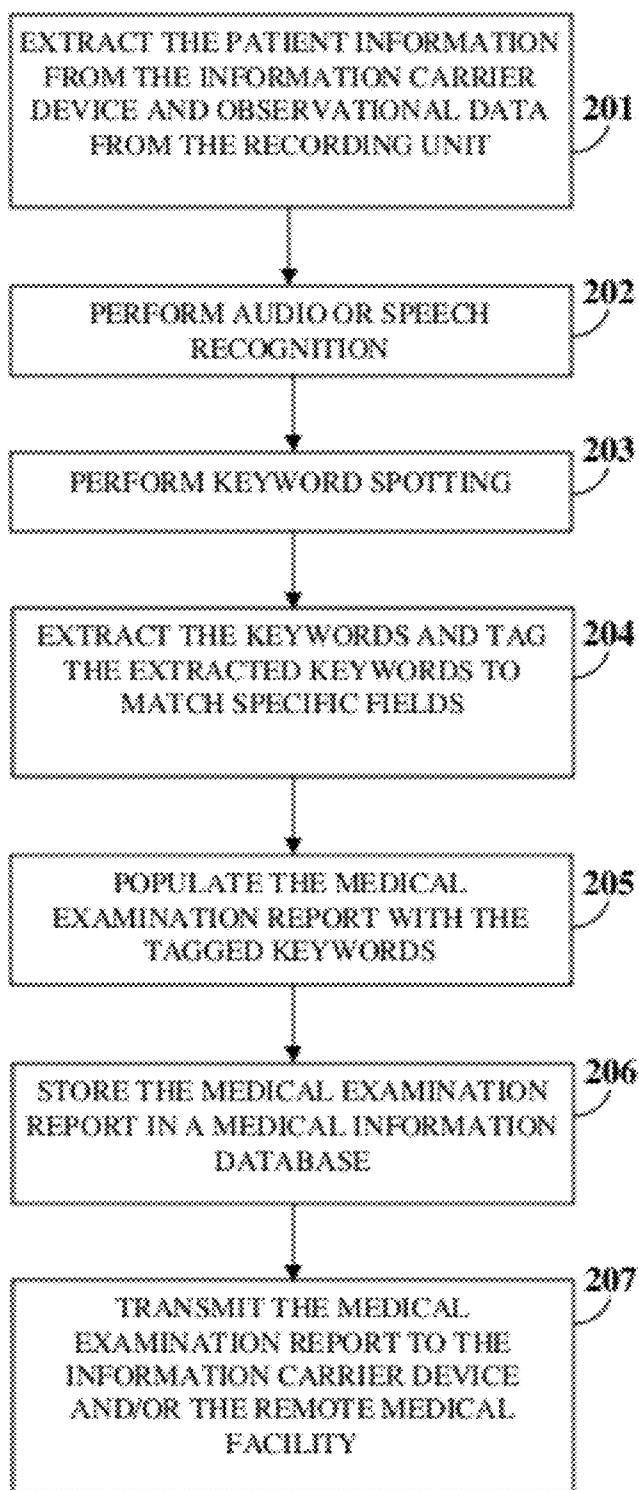 EXTRACT THE PATIENT INFORMATION
FROM THE INFORMATION CARRIER
DEVICE AND OBSERVATIONAL DATA
FROM THE RECORDING UNIT
201
PERFORM AUDIO OR SPEECH
RECOGNITION
202
PERFORM KEYWORD SPOTTING
203
EXTRACT THE KEYWORDS AND TAG
THE EXTRACTED KEYWORDS TO
MATCH SPECIFIC FIELDS
204
POPULATE THE MEDICAL
EXAMINATION REPORT WITH THE
TAGGED KEYWORDS
205
STORE THE MEDICAL EXAMINATION
REPORT IN A MEDICAL INFORMATION
DATABASE
206
TRANSMIT THE MEDICAL
EXAMINATION REPORT TO THE
INFORMATION CARRIER DEVICE
AND/OR THE REMOTE MEDICAL
FACILITY
207